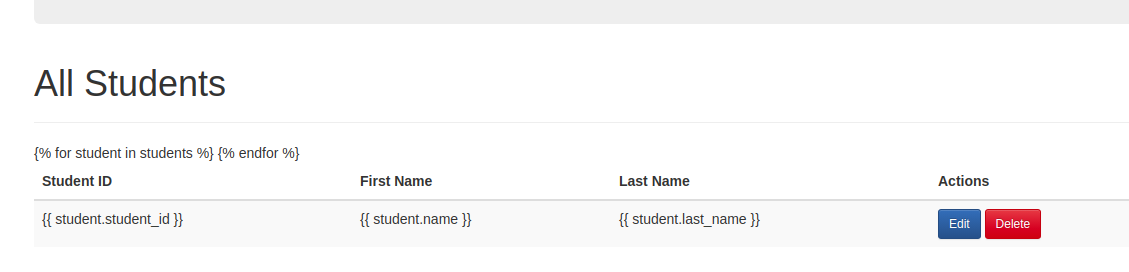 All Students
{% for student in students %} {% endfor %}
Student ID First Name Last Name Actions
{{ student.student_id }} {{ student.name }} {{ student.last_name }} Edit Delete